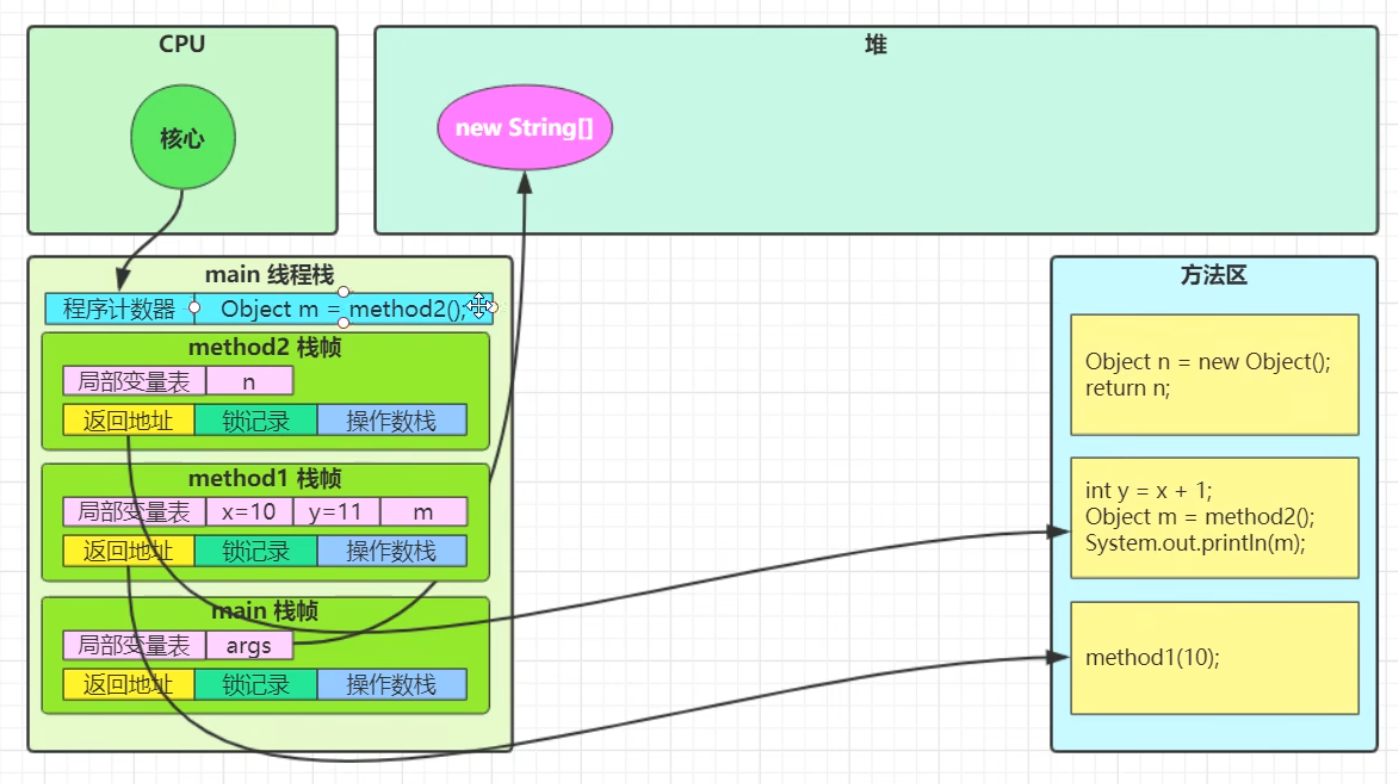 CPU
核心
堆
new String[]
main 线程栈
程序计数器
Object m = method2();
method2 栈帧
局部变量表
n
返回地址
锁记录
操作数栈
method1 栈帧
局部变量表
x=10
y=11
m
返回地址
锁记录
操作数栈
main 栈帧
局部变量表
args
返回地址
锁记录
操作数栈
方法区
Object n = new Object();
return n;
int y = x + 1;
Object m = method2();
System.out.println(m);
method1(10);